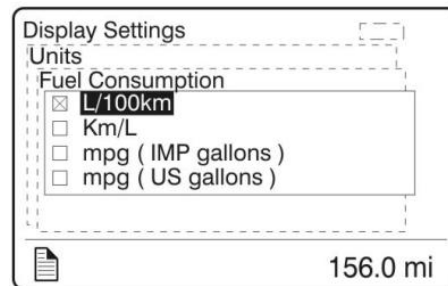 Display Settings
Units
Fuel Consumption
L/100km
Km/L
mpg ( IMP gallons )
mpg ( US gallons )
156.0 mi